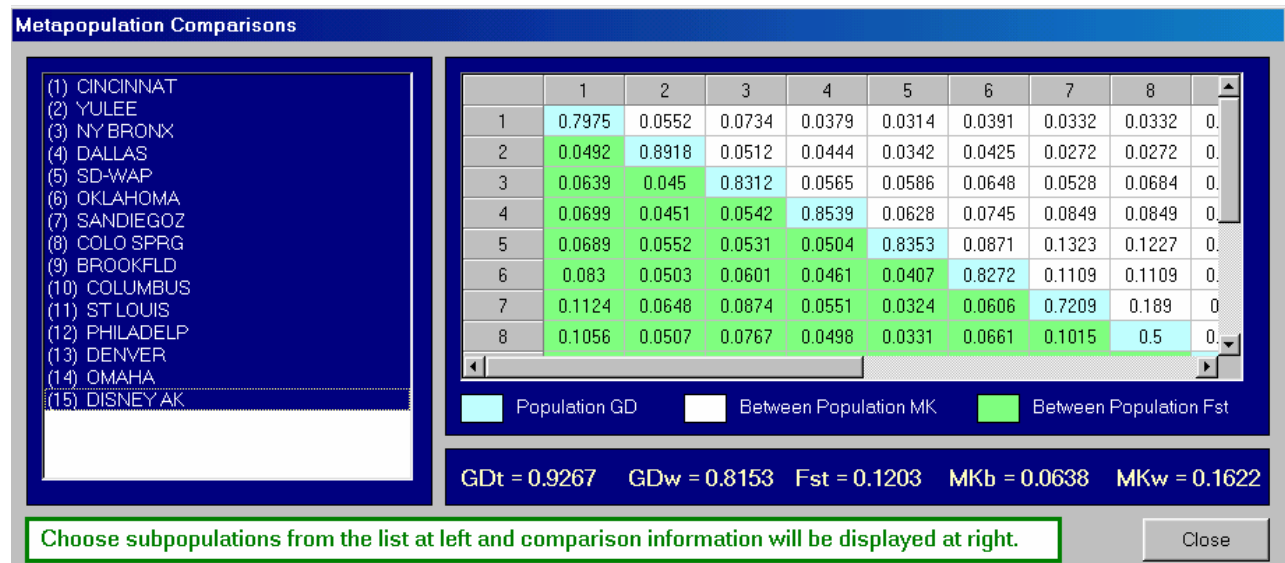 Metapopulation Comparisons
(1) CINCINNAT
(2) YULEE
(3) NY BRONX
(4) DALLAS
(5) SD-WAP
(6) OKLAHOMA
(7) SANDIEGOZ
(8) COLO SPRG
(9) BROOKFLD
(10) COLUMBUS
(11) ST LOUIS
(12) PHILADELP
(13) DENVER
(14) OMAHA
(15) DISNEY AK
1 2 3 4 5 6 7 8
1 0.7975 0.0552 0.0734 0.0379 0.0314 0.0391 0.0332 0.0332 0.
2 0.0492 0.8918 0.0512 0.0444 0.0342 0.0425 0.0272 0.0272 0.
3 0.0639 0.045 0.8312 0.0565 0.0586 0.0648 0.0528 0.0684 0.
4 0.0699 0.0451 0.0542 0.8539 0.0628 0.0745 0.0849 0.0849 0.
5 0.0689 0.0552 0.0531 0.0504 0.8353 0.0871 0.1323 0.1227 0.
6 0.083 0.0503 0.0601 0.0461 0.0407 0.8272 0.1109 0.1109 0.
7 0.1124 0.0648 0.0874 0.0551 0.0324 0.0606 0.7209 0.189 0
8 0.1056 0.0507 0.0767 0.0498 0.0331 0.0661 0.1015 0.5 0.
Population GD Between Population MK Between Population Fst
GDt = 0.9267 GDw = 0.8153 Fst = 0.1203 MKb = 0.0638 MKw = 0.1622
Choose subpopulations from the list at left and comparison information will be displayed at right.
Close